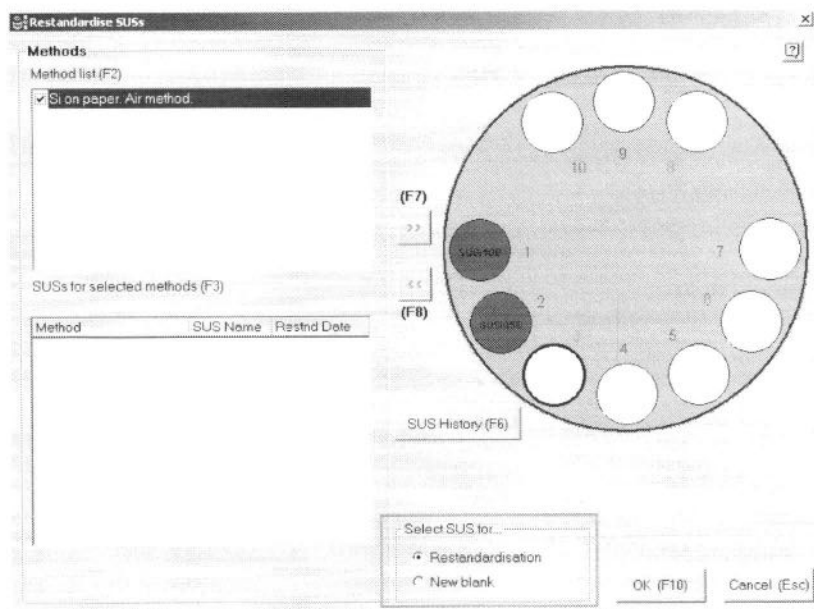 Restandardise SUSs
Methods
Method list (F2)
Si on paper. Air method.
SUSs for selected methods (F3)
Method SUS Name Restnd Date
(F7)
>>
<<
(F8)
10
9
8
1
7
2
6
3
4
5
SUS History (F6)
Select SUS for...
Restandardisation
New blank
OK (F10)
Cancel (Esc)
?